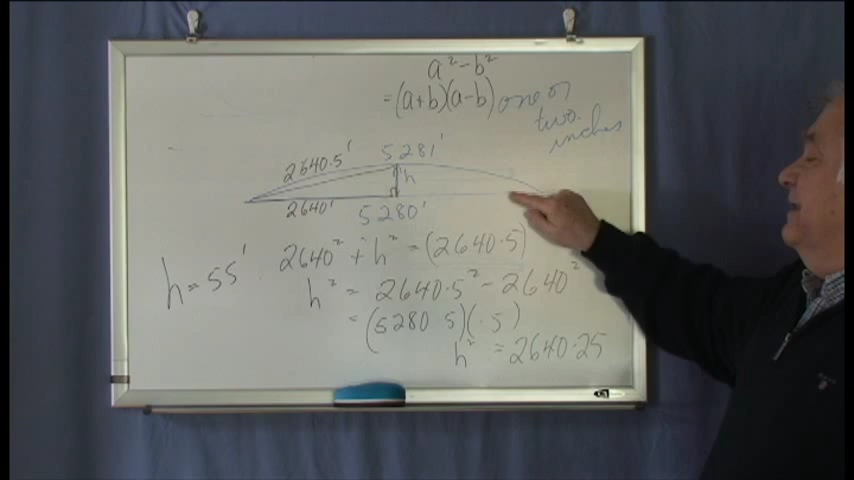 a² - b²
= (a+b)(a-b) one or
two
inches
2640.5' 5281'
h
2640' 5280'
h = 55' 2640² + h² = (2640.5)
h² = 2640.5² - 2640²
= (5280 5)(.5)
h² = 2640.25